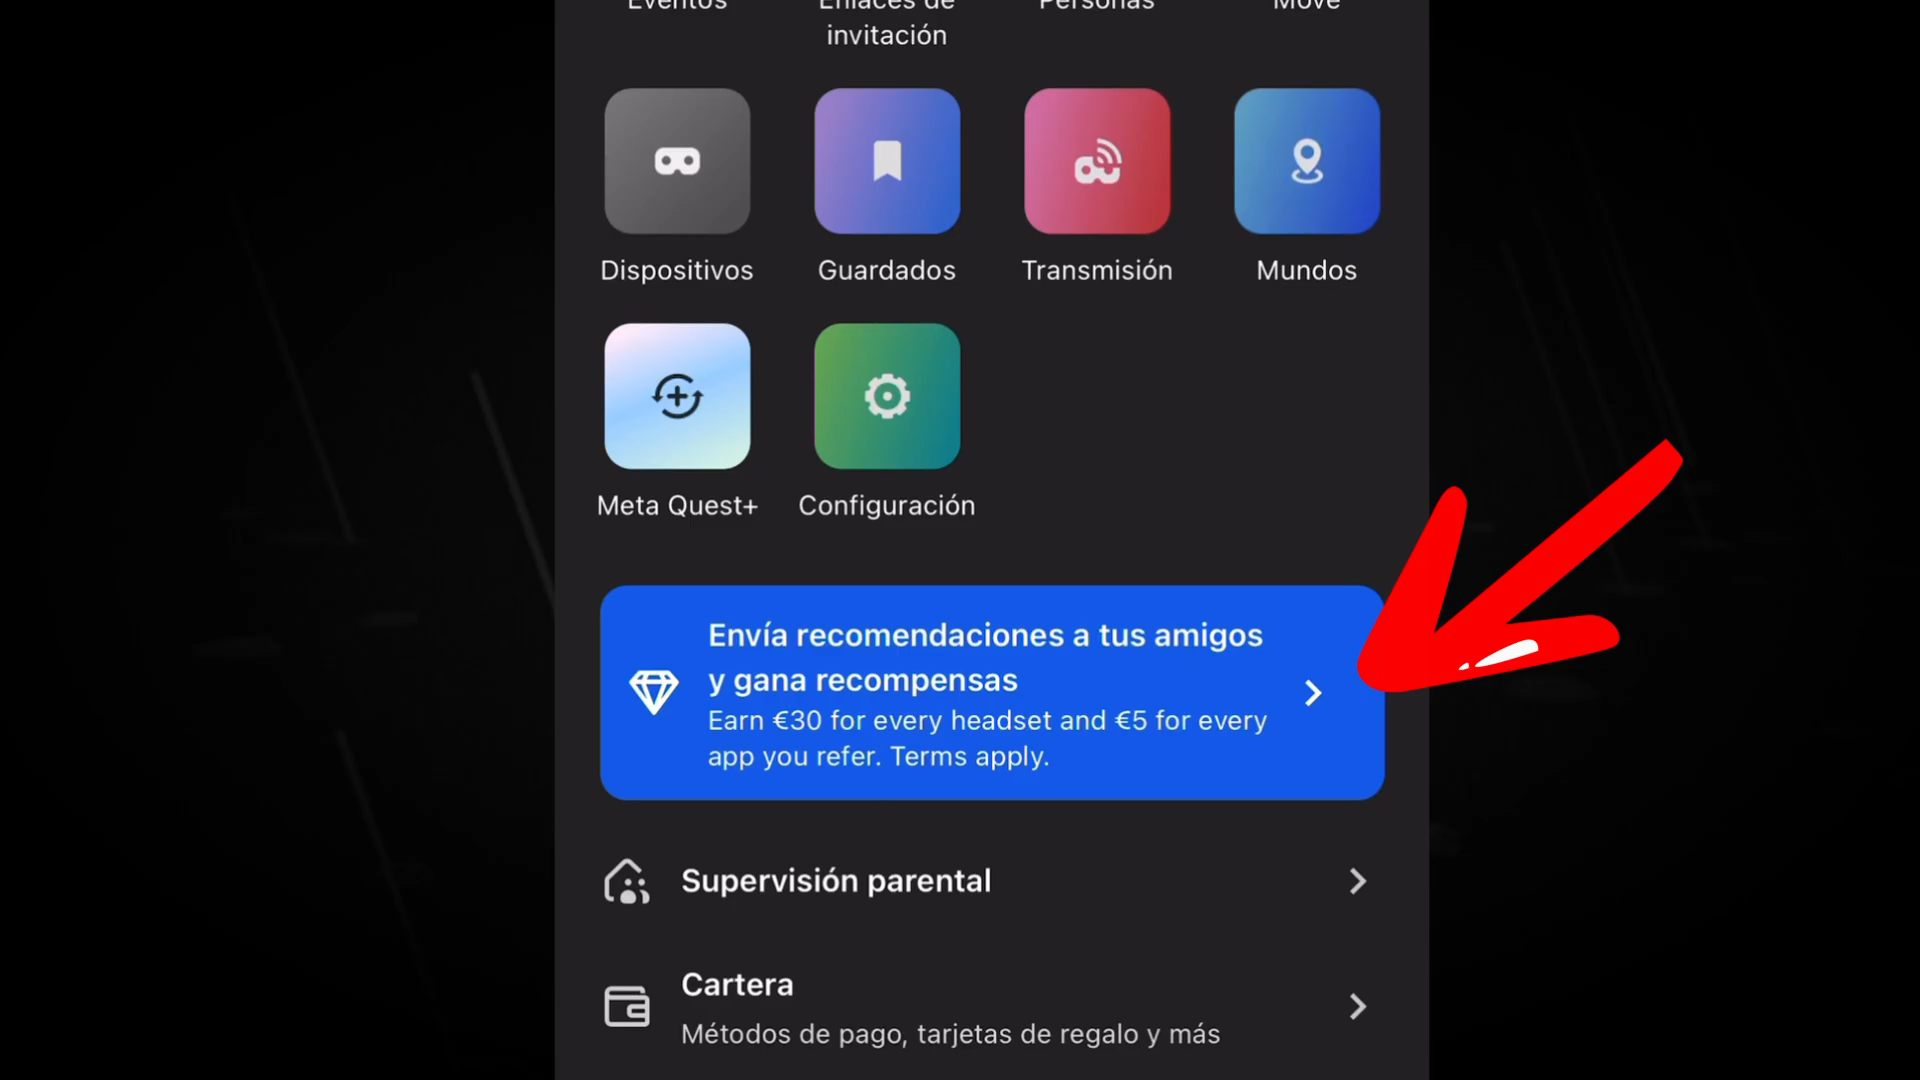 Eventos
Enlaces de
invitación
Personas
Move
Dispositivos
Guardados
Transmisión
Mundos
Meta Quest+
Configuración
Envía recomendaciones a tus amigos
y gana recompensas
Earn €30 for every headset and €5 for every
app you refer. Terms apply.
Supervisión parental
Cartera
Métodos de pago, tarjetas de regalo y más